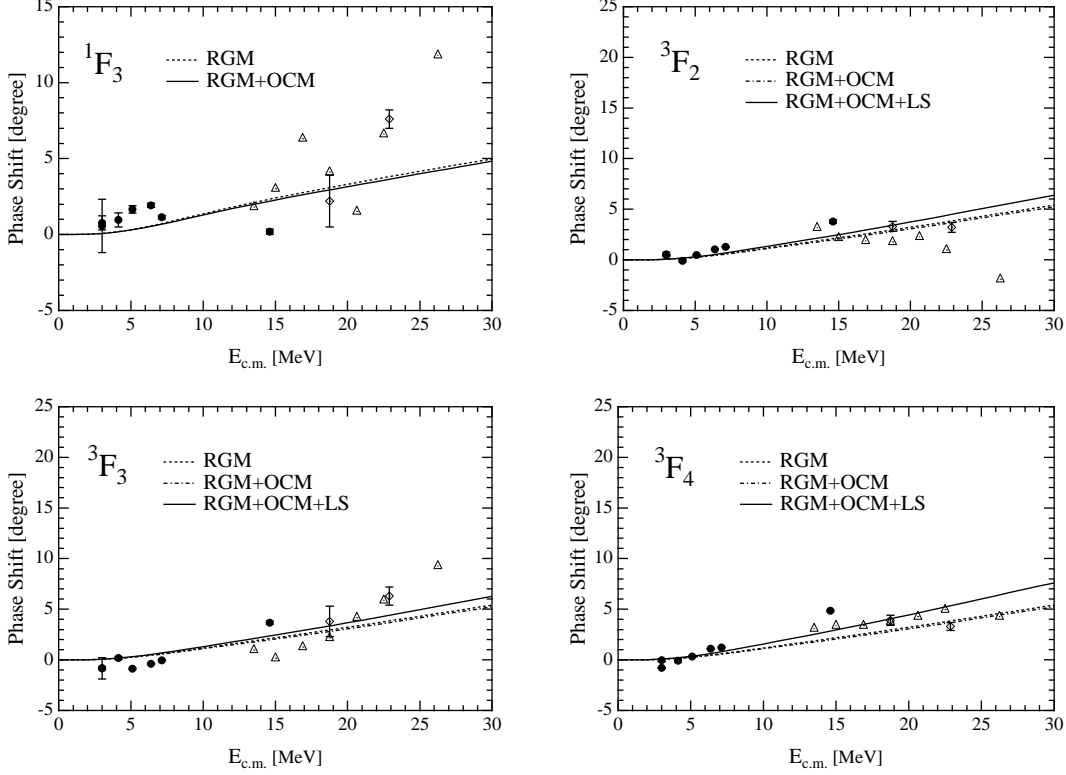 15
10
5
0
-5
Phase Shift [degree]
¹F₃
RGM
RGM+OCM
0 5 10 15 20 25 30
E_c.m. [MeV]
25
20
15
10
5
0
-5
Phase Shift [degree]
³F₂
RGM
RGM+OCM
RGM+OCM+LS
0 5 10 15 20 25 30
E_c.m. [MeV]
25
20
15
10
5
0
-5
Phase Shift [degree]
³F₃
RGM
RGM+OCM
RGM+OCM+LS
0 5 10 15 20 25 30
E_c.m. [MeV]
25
20
15
10
5
0
-5
Phase Shift [degree]
³F₄
RGM
RGM+OCM
RGM+OCM+LS
0 5 10 15 20 25 30
E_c.m. [MeV]